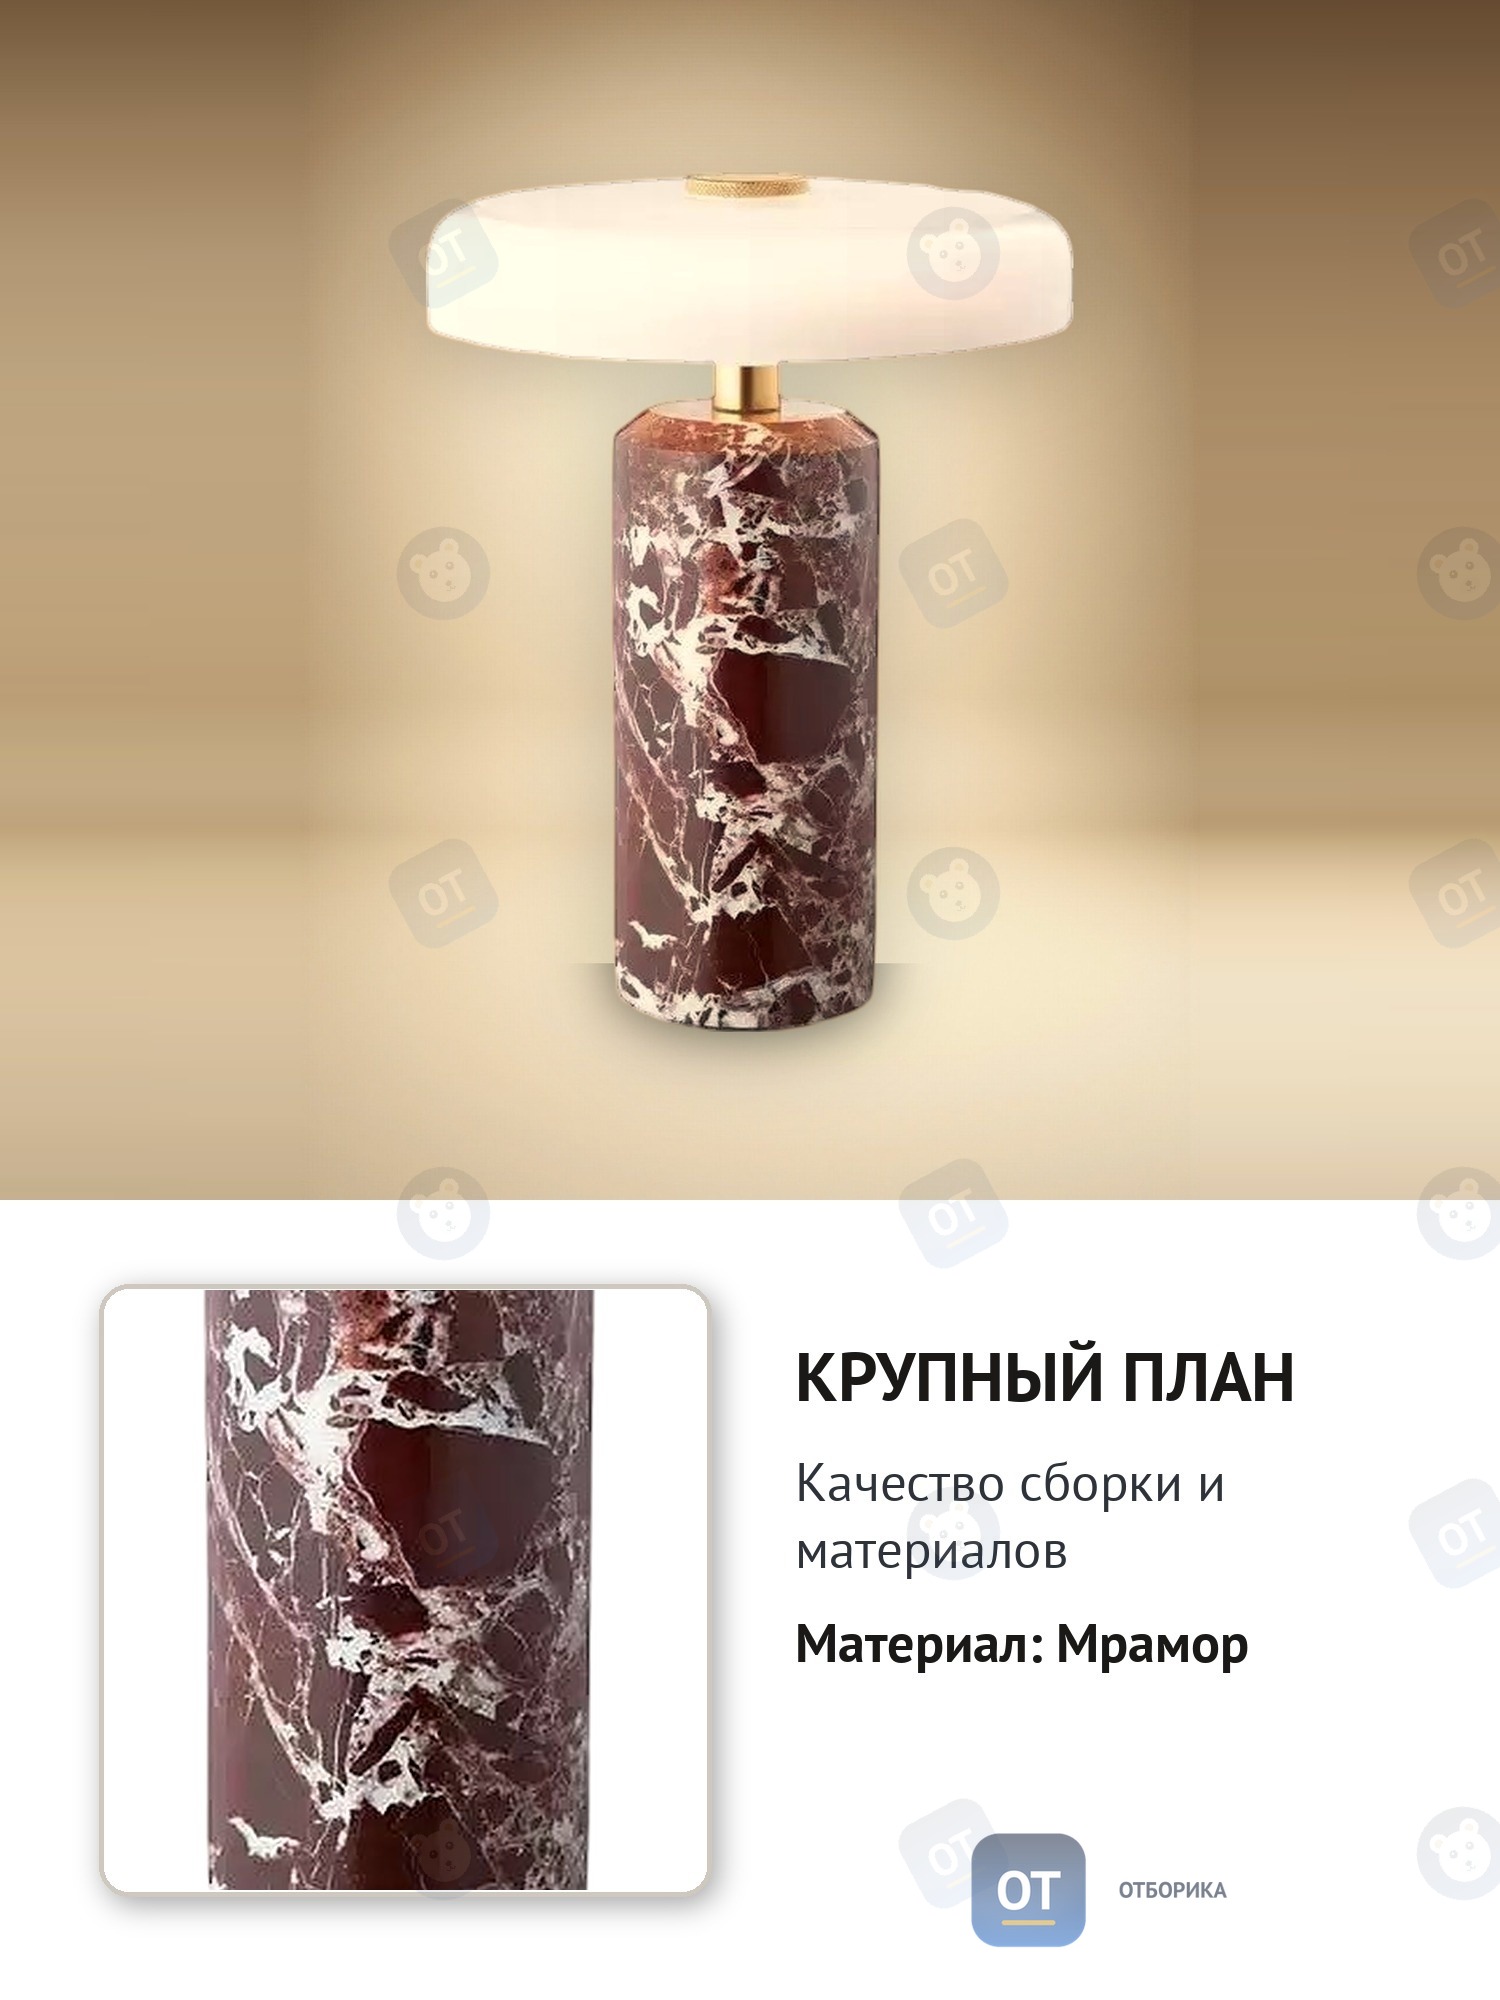 КРУПНЫЙ ПЛАН
Качество сборки и
материалов
Материал: Мрамор
ОТ
ОТБОРИКА